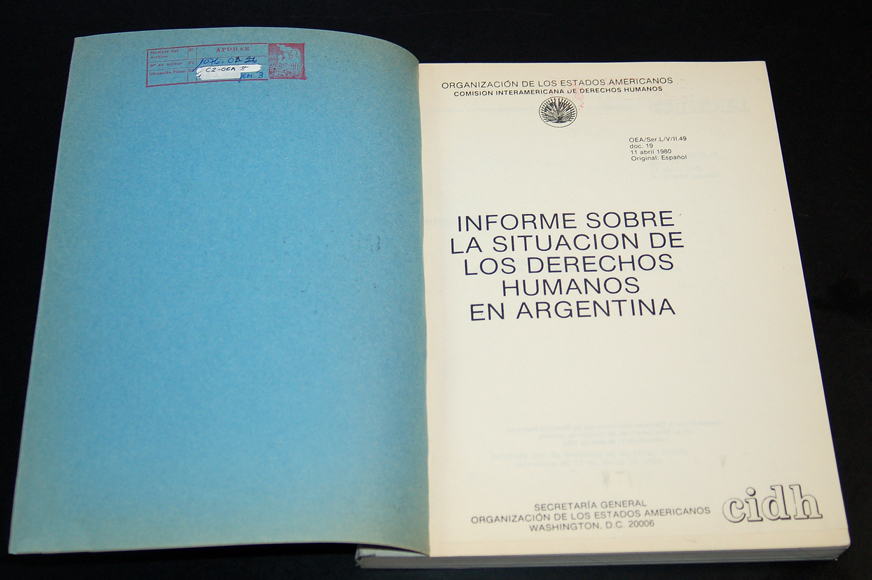 APDHAR
ORGANIZACIÓN DE LOS ESTADOS AMERICANOS
COMISION INTERAMERICANA DE DERECHOS HUMANOS
OEA/Ser.L/V/II.49
doc. 19
11 abril 1980
Original: Español
INFORME SOBRE
LA SITUACION DE
LOS DERECHOS
HUMANOS
EN ARGENTINA
SECRETARÍA GENERAL
ORGANIZACIÓN DE LOS ESTADOS AMERICANOS
WASHINGTON, D.C. 20006
cidh